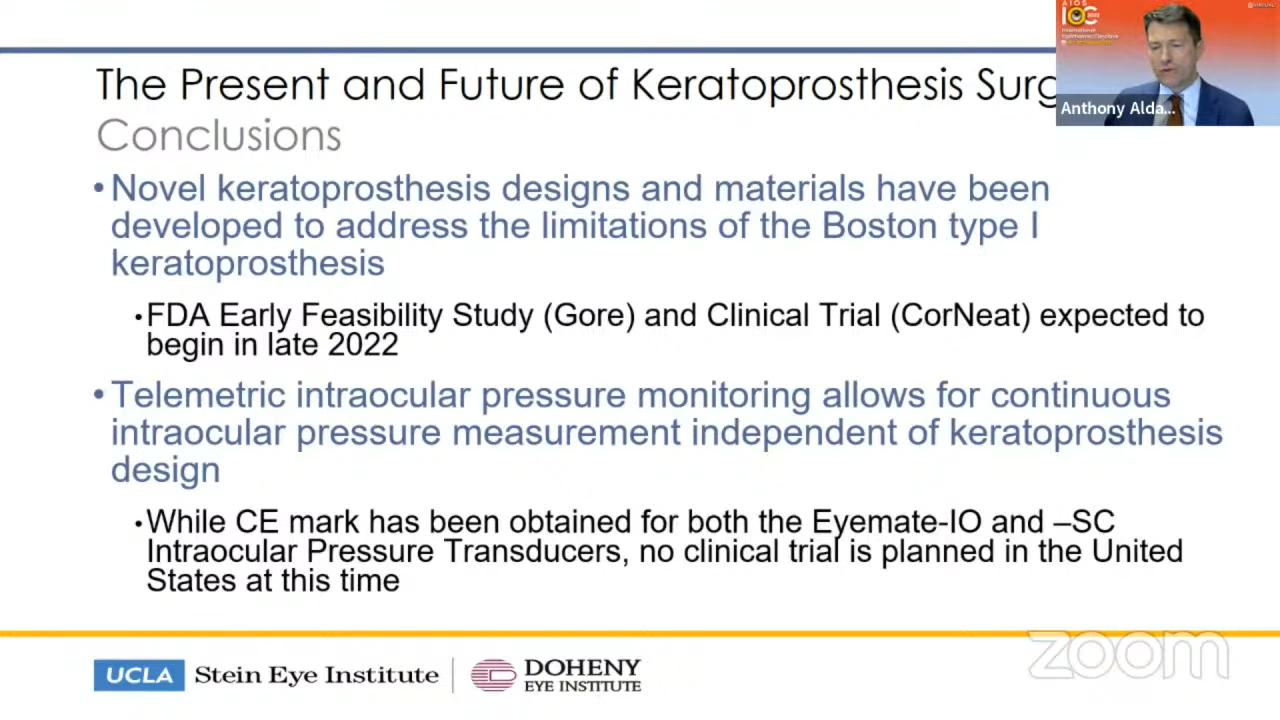 The Present and Future of Keratoprosthesis Surg
Conclusions
• Novel keratoprosthesis designs and materials have been
developed to address the limitations of the Boston type I
keratoprosthesis
• FDA Early Feasibility Study (Gore) and Clinical Trial (CorNeat) expected to
begin in late 2022
• Telemetric intraocular pressure monitoring allows for continuous
intraocular pressure measurement independent of keratoprosthesis
design
• While CE mark has been obtained for both the Eyemate-IO and –SC
Intraocular Pressure Transducers, no clinical trial is planned in the United
States at this time
AIOS
IOC
2022
Anthony Alda...
UCLA Stein Eye Institute
DOHENY
EYE INSTITUTE
zoom